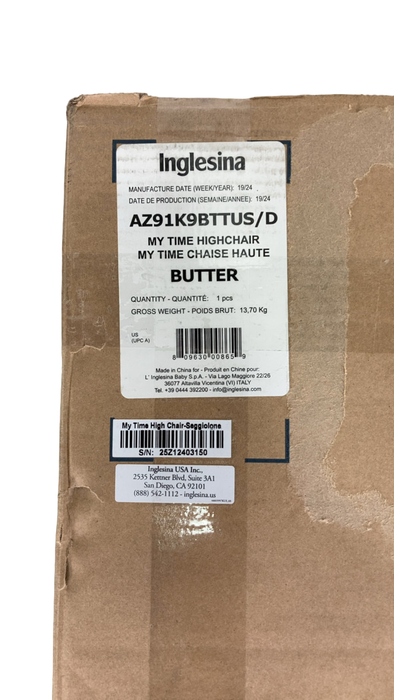 Inglesina
MANUFACTURE DATE (WEEK/YEAR): 19/24
DATE DE PRODUCTION (SEMAINE/ANNEE): 19/24
AZ91K9BTTUS/D
MY TIME HIGHCHAIR
MY TIME CHAISE HAUTE
BUTTER
QUANTITY - QUANTITÉ: 1 pcs
GROSS WEIGHT - POIDS BRUT: 13,70 Kg
US
(UPC A)
8 09630 00865 9
Made in China for - Produit en Chine pour:
L' Inglesina Baby S.p.A. - Via Lago Maggiore 22/26
36077 Altavilla Vicentina (VI) ITALY
Tel. +39 0444 392200 - info@inglesina.com
My Time High Chair-Seggiolone
S/N: 25Z12403150
Inglesina USA Inc.,
2535 Kettner Blvd, Suite 3A1
San Diego, CA 92101
(888) 542-1112 - inglesina.us